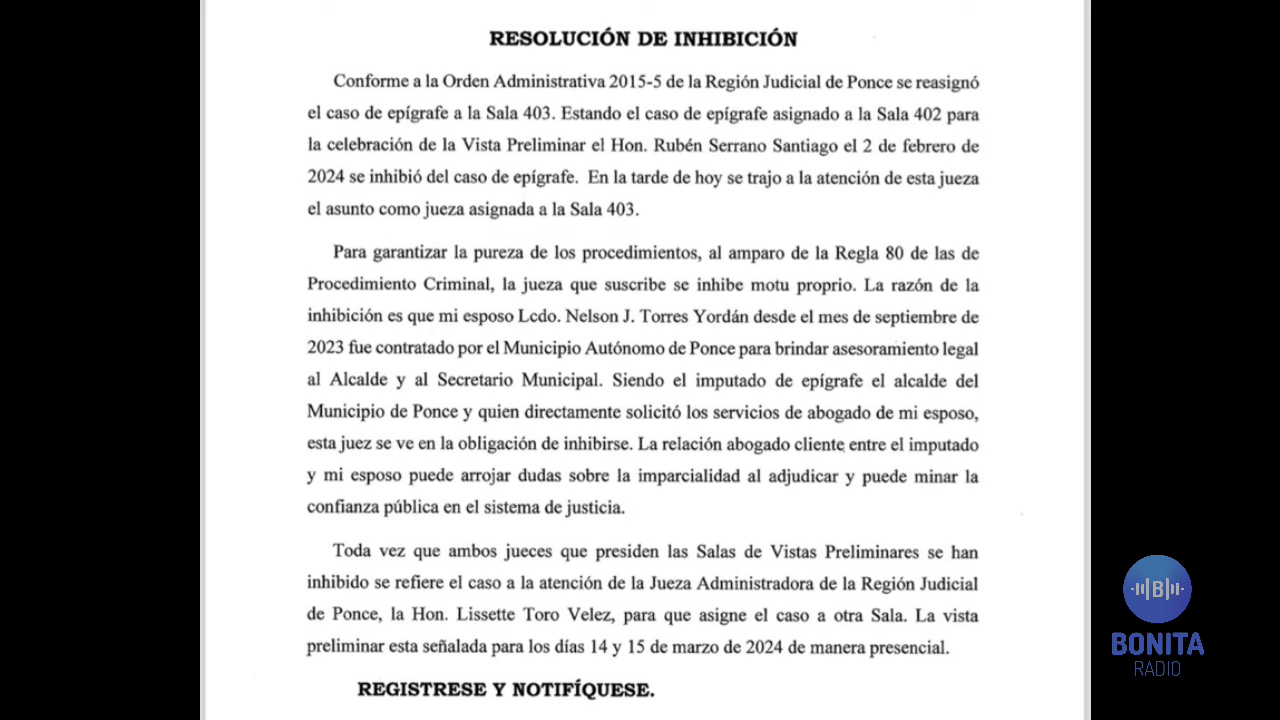 RESOLUCIÓN DE INHIBICIÓN
Conforme a la Orden Administrativa 2015-5 de la Región Judicial de Ponce se reasignó
el caso de epígrafe a la Sala 403. Estando el caso de epígrafe asignado a la Sala 402 para
la celebración de la Vista Preliminar el Hon. Rubén Serrano Santiago el 2 de febrero de
2024 se inhibió del caso de epígrafe. En la tarde de hoy se trajo a la atención de esta jueza
el asunto como jueza asignada a la Sala 403.
Para garantizar la pureza de los procedimientos, al amparo de la Regla 80 de las de
Procedimiento Criminal, la jueza que suscribe se inhibe motu proprio. La razón de la
inhibición es que mi esposo Lcdo. Nelson J. Torres Yordán desde el mes de septiembre de
2023 fue contratado por el Municipio Autónomo de Ponce para brindar asesoramiento legal
al Alcalde y al Secretario Municipal. Siendo el imputado de epígrafe el alcalde del
Municipio de Ponce y quien directamente solicitó los servicios de abogado de mi esposo,
esta juez se ve en la obligación de inhibirse. La relación abogado cliente entre el imputado
y mi esposo puede arrojar dudas sobre la imparcialidad al adjudicar y puede minar la
confianza pública en el sistema de justicia.
Toda vez que ambos jueces que presiden las Salas de Vistas Preliminares se han
inhibido se refiere el caso a la atención de la Jueza Administradora de la Región Judicial
de Ponce, la Hon. Lissette Toro Velez, para que asigne el caso a otra Sala. La vista
preliminar esta señalada para los días 14 y 15 de marzo de 2024 de manera presencial.
REGISTRESE Y NOTIFÍQUESE.
B
BONITA
RADIO